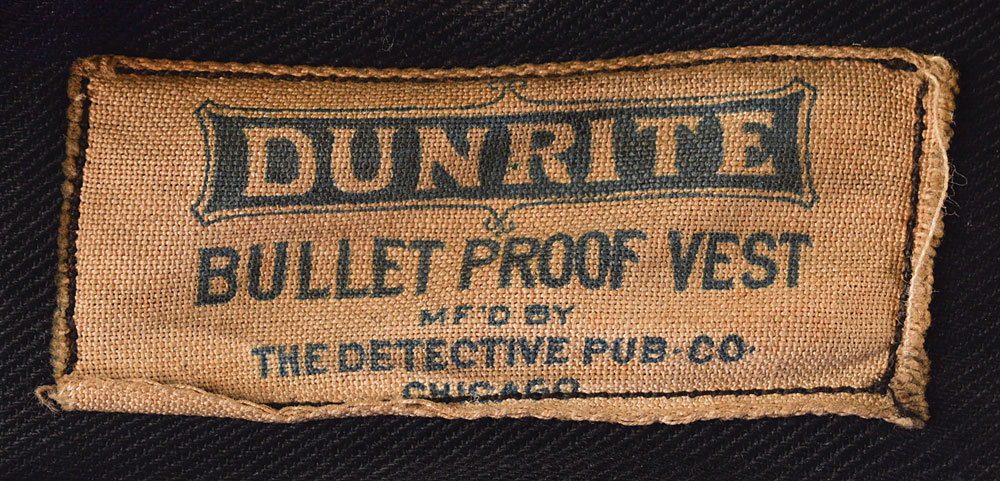 DUNRITE
BULLET PROOF VEST
MF'D BY
THE DETECTIVE PUB·CO·
CHICAGO